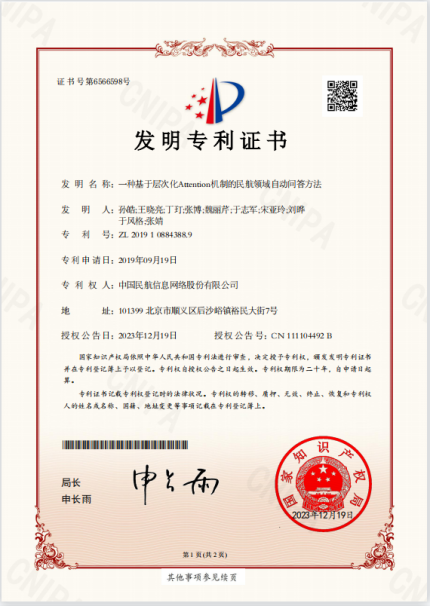 证书号第6566598号
发明专利证书
发明名称：一种基于层次化Attention机制的民航领域自动问答方法
发明人：孙皓;王晓亮;丁玎;张博;魏丽芹;于志军;宋亚玲;刘晔
于风格;张婧
专利号：ZL 2019 1 0884388.9
专利申请日：2019年09月19日
专利权人：中国民航信息网络股份有限公司
地址：101399 北京市顺义区后沙峪镇裕民大街7号
授权公告日：2023年12月19日 授权公告号：CN 111104492 B
国家知识产权局依照中华人民共和国专利法进行审查，决定授予专利权，颁发发明专利证书
并在专利登记簿上予以登记。专利权自授权公告之日起生效。专利权期限为二十年，自申请日起
算。
专利证书记载专利权登记时的法律状况。专利权的转移、质押、无效、终止、恢复和专利权
人的姓名或名称、国籍、地址变更等事项记载在专利登记簿上。
局长
申长雨
申长雨
国家知识产权局
2023年12月19日
第1页(共2页)
其他事项参见续页
CNIPA